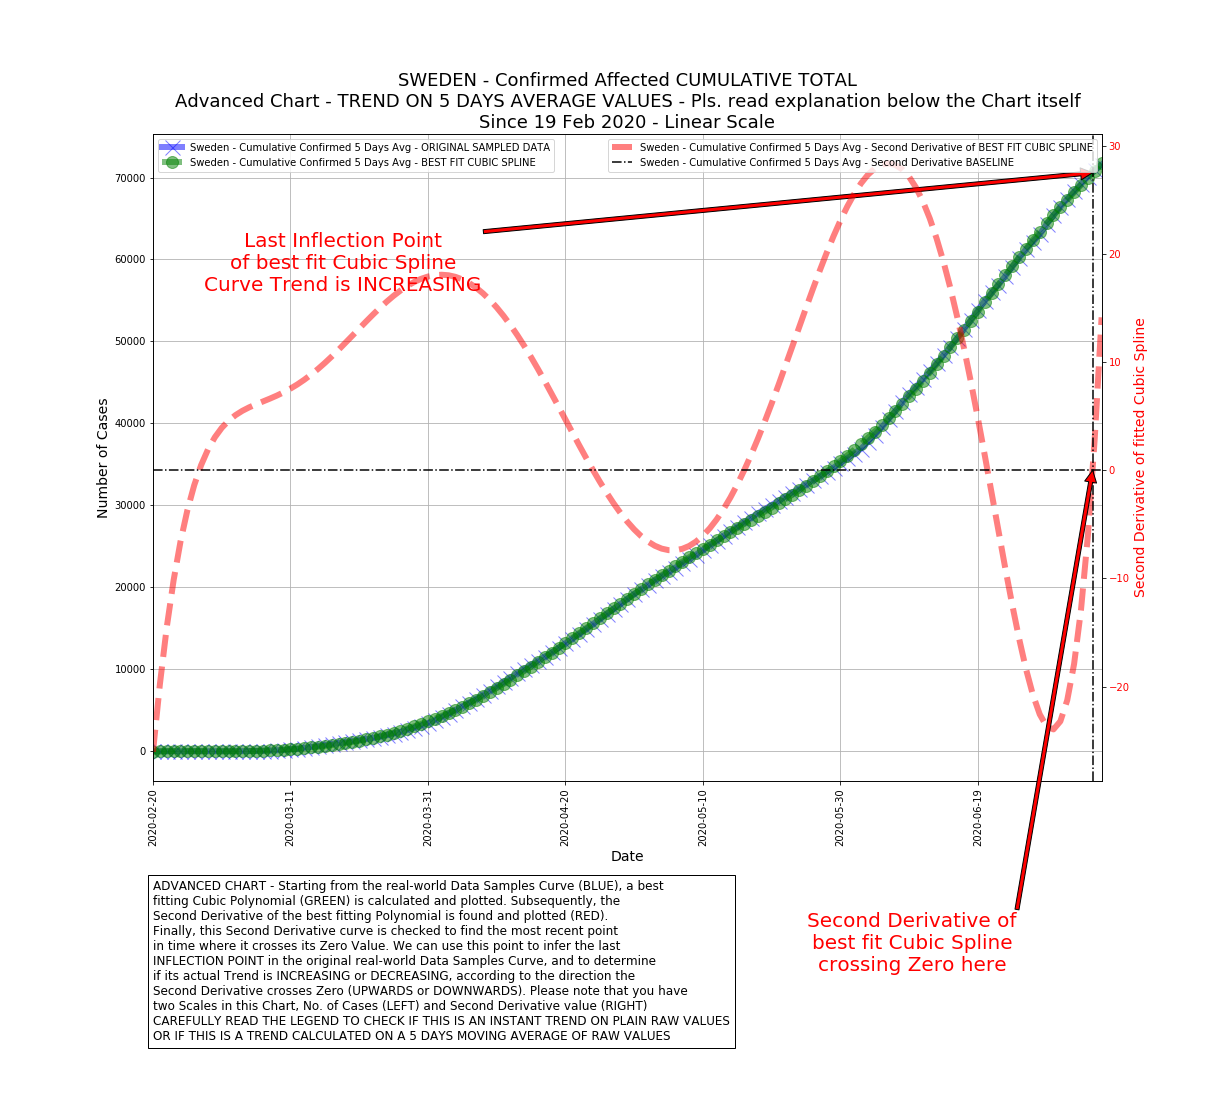 SWEDEN - Confirmed Affected CUMULATIVE TOTAL
Advanced Chart - TREND ON 5 DAYS AVERAGE VALUES - Pls. read explanation below the Chart itself
Since 19 Feb 2020 - Linear Scale
Sweden - Cumulative Confirmed 5 Days Avg - ORIGINAL SAMPLED DATA
Sweden - Cumulative Confirmed 5 Days Avg - BEST FIT CUBIC SPLINE
Sweden - Cumulative Confirmed 5 Days Avg - Second Derivative of BEST FIT CUBIC SPLINE
Sweden - Cumulative Confirmed 5 Days Avg - Second Derivative BASELINE
Last Inflection Point
of best fit Cubic Spline
Curve Trend is INCREASING
Number of Cases
70000
60000
50000
40000
30000
20000
10000
0
30
20
10
0
−10
−20
Second Derivative of fitted Cubic Spline
2020-02-20
2020-03-11
2020-03-31
2020-04-20
2020-05-10
2020-05-30
2020-06-19
Date
ADVANCED CHART - Starting from the real-world Data Samples Curve (BLUE), a best
fitting Cubic Polynomial (GREEN) is calculated and plotted. Subsequently, the
Second Derivative of the best fitting Polynomial is found and plotted (RED).
Finally, this Second Derivative curve is checked to find the most recent point
in time where it crosses its Zero Value. We can use this point to infer the last
INFLECTION POINT in the original real-world Data Samples Curve, and to determine
if its actual Trend is INCREASING or DECREASING, according to the direction the
Second Derivative crosses Zero (UPWARDS or DOWNWARDS). Please note that you have
two Scales in this Chart, No. of Cases (LEFT) and Second Derivative value (RIGHT)
CAREFULLY READ THE LEGEND TO CHECK IF THIS IS AN INSTANT TREND ON PLAIN RAW VALUES
OR IF THIS IS A TREND CALCULATED ON A 5 DAYS MOVING AVERAGE OF RAW VALUES
Second Derivative of
best fit Cubic Spline
crossing Zero here